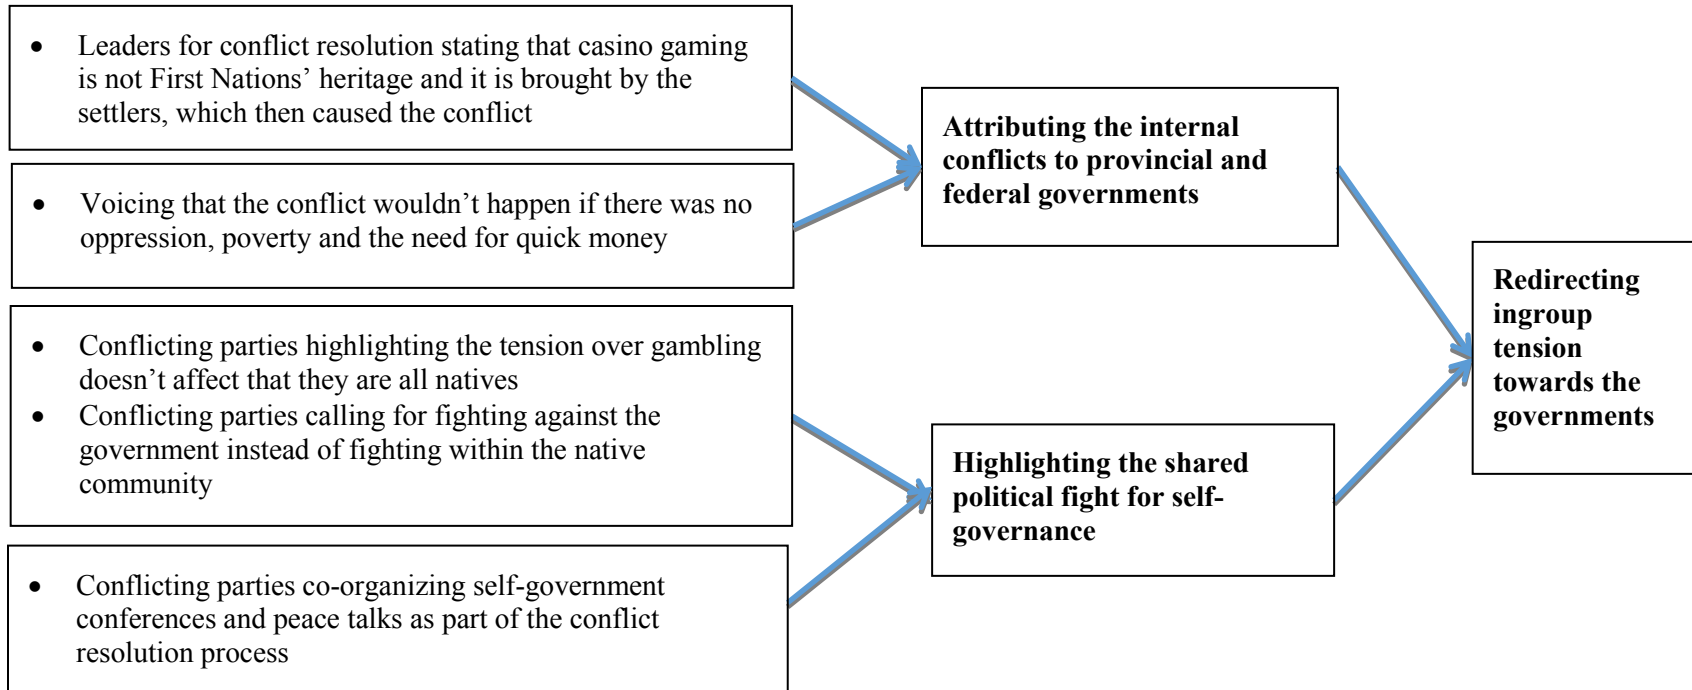 • Leaders for conflict resolution stating that casino gaming
is not First Nations’ heritage and it is brought by the
settlers, which then caused the conflict
• Voicing that the conflict wouldn’t happen if there was no
oppression, poverty and the need for quick money
• Conflicting parties highlighting the tension over gambling
doesn’t affect that they are all natives
• Conflicting parties calling for fighting against the
government instead of fighting within the native
community
• Conflicting parties co-organizing self-government
conferences and peace talks as part of the conflict
resolution process
Attributing the internal
conflicts to provincial and
federal governments
Highlighting the shared
political fight for self-
governance
Redirecting
ingroup
tension
towards the
governments